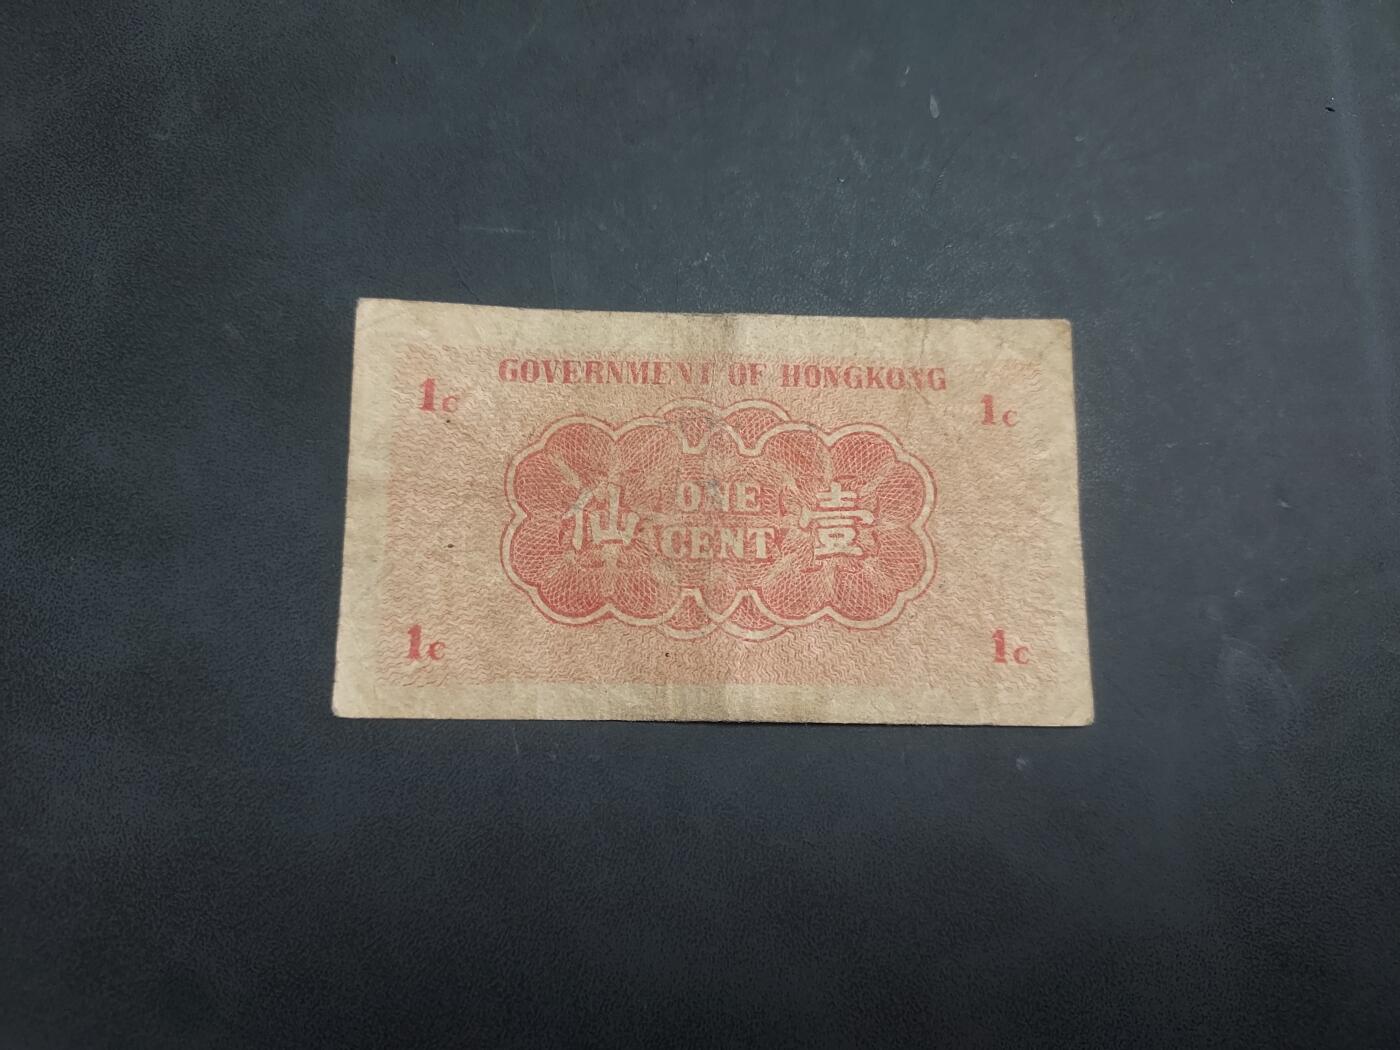 GOVERNMENT OF HONGKONG
1c 1c
仙 ONE CENT 壹
1c 1c